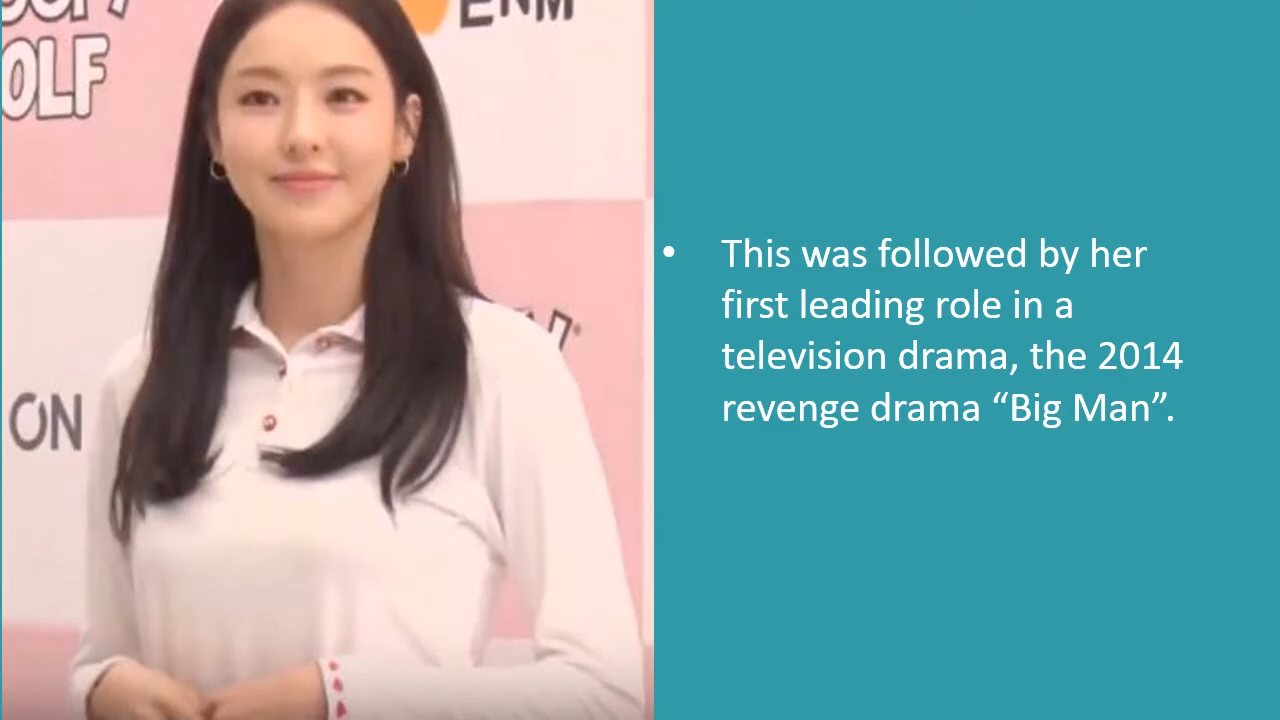 OLF
ENM
ON
• This was followed by her
first leading role in a
television drama, the 2014
revenge drama “Big Man”.